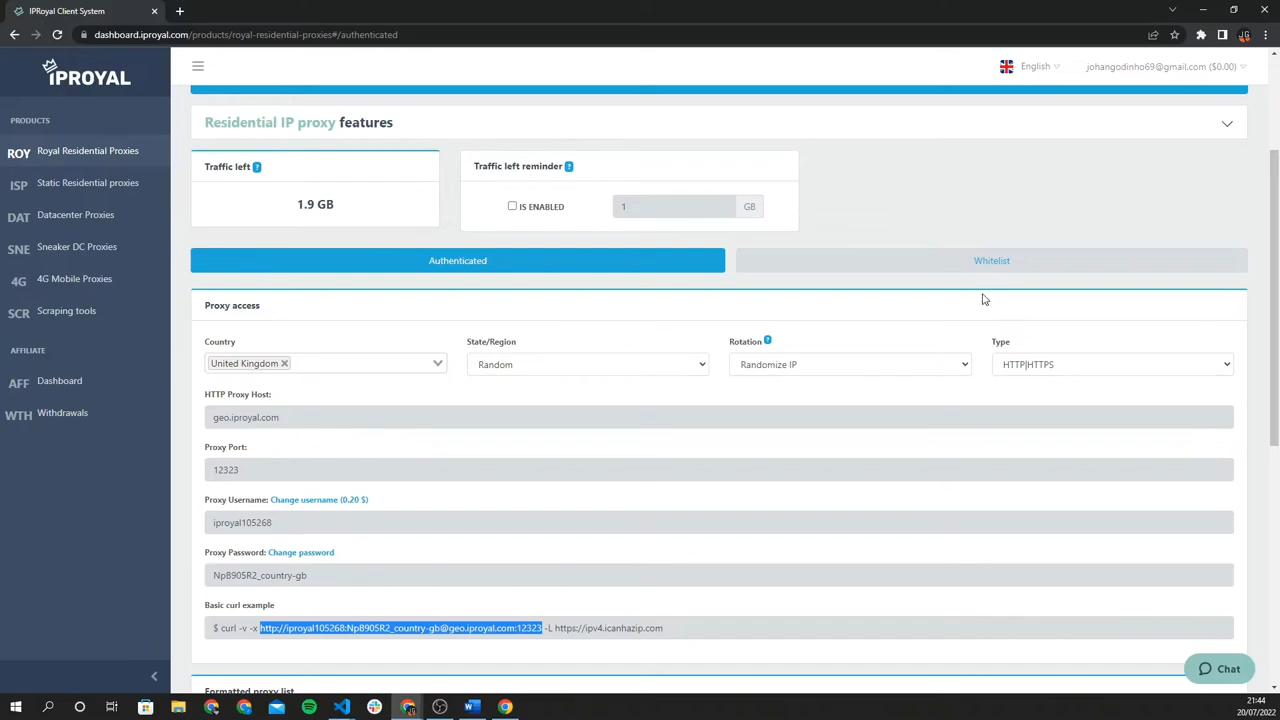 IPRoyal Client System
dashboard.iproyal.com/products/royal-residential-proxies#/authenticated
IPROYAL
English
johangodinho69@gmail.com ($0.00)
PRODUCTS
ROY Royal Residential Proxies
ISP Static Residential proxies
DAT Datacenter Proxies
SNE Sneaker DC Proxies
4G 4G Mobile Proxies
SCR Scraping tools
AFFILIATE
AFF Dashboard
WTH Withdrawals
Residential IP proxy features
Traffic left ?
1.9 GB
Traffic left reminder ?
IS ENABLED
1 GB
Authenticated
Whitelist
Proxy access
Country State/Region Rotation ? Type
United Kingdom Random Randomize IP HTTP|HTTPS
HTTP Proxy Host:
geo.iproyal.com
Proxy Port:
12323
Proxy Username: Change username (0.20 $)
iproyal105268
Proxy Password: Change password
NpB905R2_country-gb
Basic curl example
$ curl -v -x http://iproyal105268:NpB905R2_country-gb@geo.iproyal.com:12323 -L https://ipv4.icanhazip.com
Chat
Formatted proxy list
21:44
20/07/2022